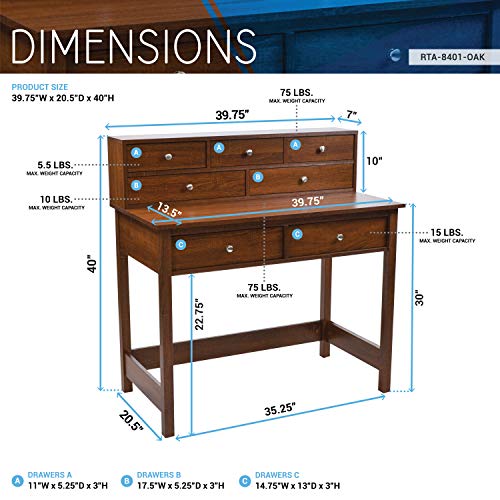 DIMENSIONS
RTA-8401-OAK
PRODUCT SIZE
39.75"W x 20.5"D x 40"H
75 LBS.
MAX. WEIGHT CAPACITY
39.75"
7"
A
A
A
5.5 LBS.
MAX. WEIGHT CAPACITY
10"
B
B
10 LBS.
MAX. WEIGHT CAPACITY
13.5"
39.75"
C
C
15 LBS.
MAX. WEIGHT CAPACITY
40"
75 LBS.
MAX. WEIGHT CAPACITY
22.75"
30"
20.5"
35.25"
A DRAWERS A
11"W x 5.25"D x 3"H
B DRAWERS B
17.5"W x 5.25"D x 3"H
C DRAWERS C
14.75"W x 13"D x 3"H